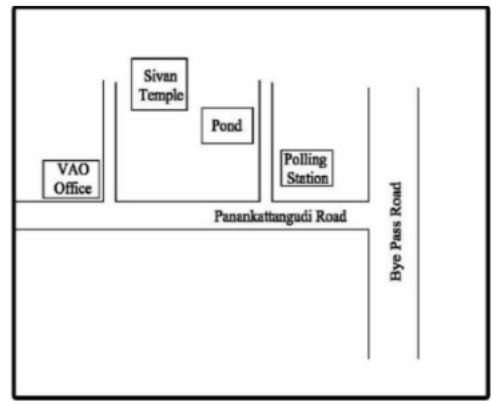 Sivan
Temple
Pond
VAO
Office
Polling
Station
Panankattangudi Road
Bye Pass Road